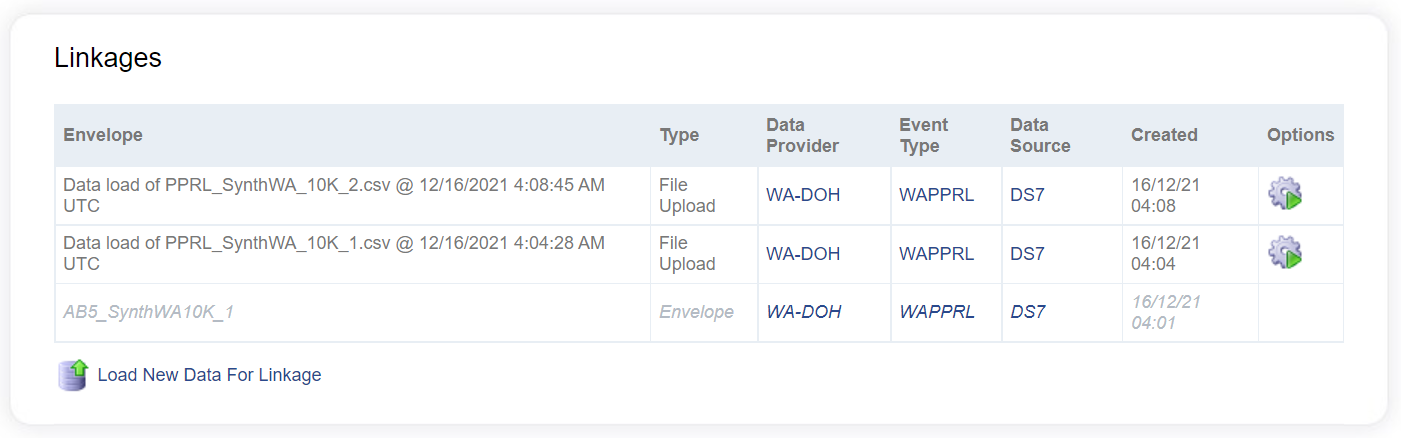 Linkages
Envelope Type Data Provider Event Type Data Source Created Options
Data load of PPRL_SynthWA_10K_2.csv @ 12/16/2021 4:08:45 AM UTC File Upload WA-DOH WAPPRL DS7 16/12/21 04:08
Data load of PPRL_SynthWA_10K_1.csv @ 12/16/2021 4:04:28 AM UTC File Upload WA-DOH WAPPRL DS7 16/12/21 04:04
AB5_SynthWA10K_1 Envelope WA-DOH WAPPRL DS7 16/12/21 04:01
Load New Data For Linkage